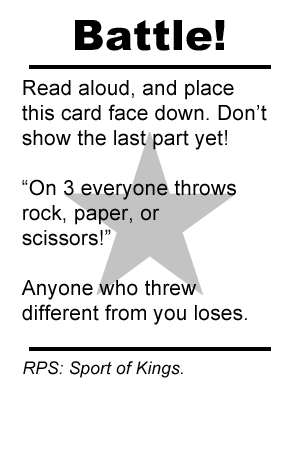 Battle!
Read aloud, and place
this card face down. Don’t
show the last part yet!
“On 3 everyone throws
rock, paper, or
scissors!”
Anyone who threw
different from you loses.
RPS: Sport of Kings.